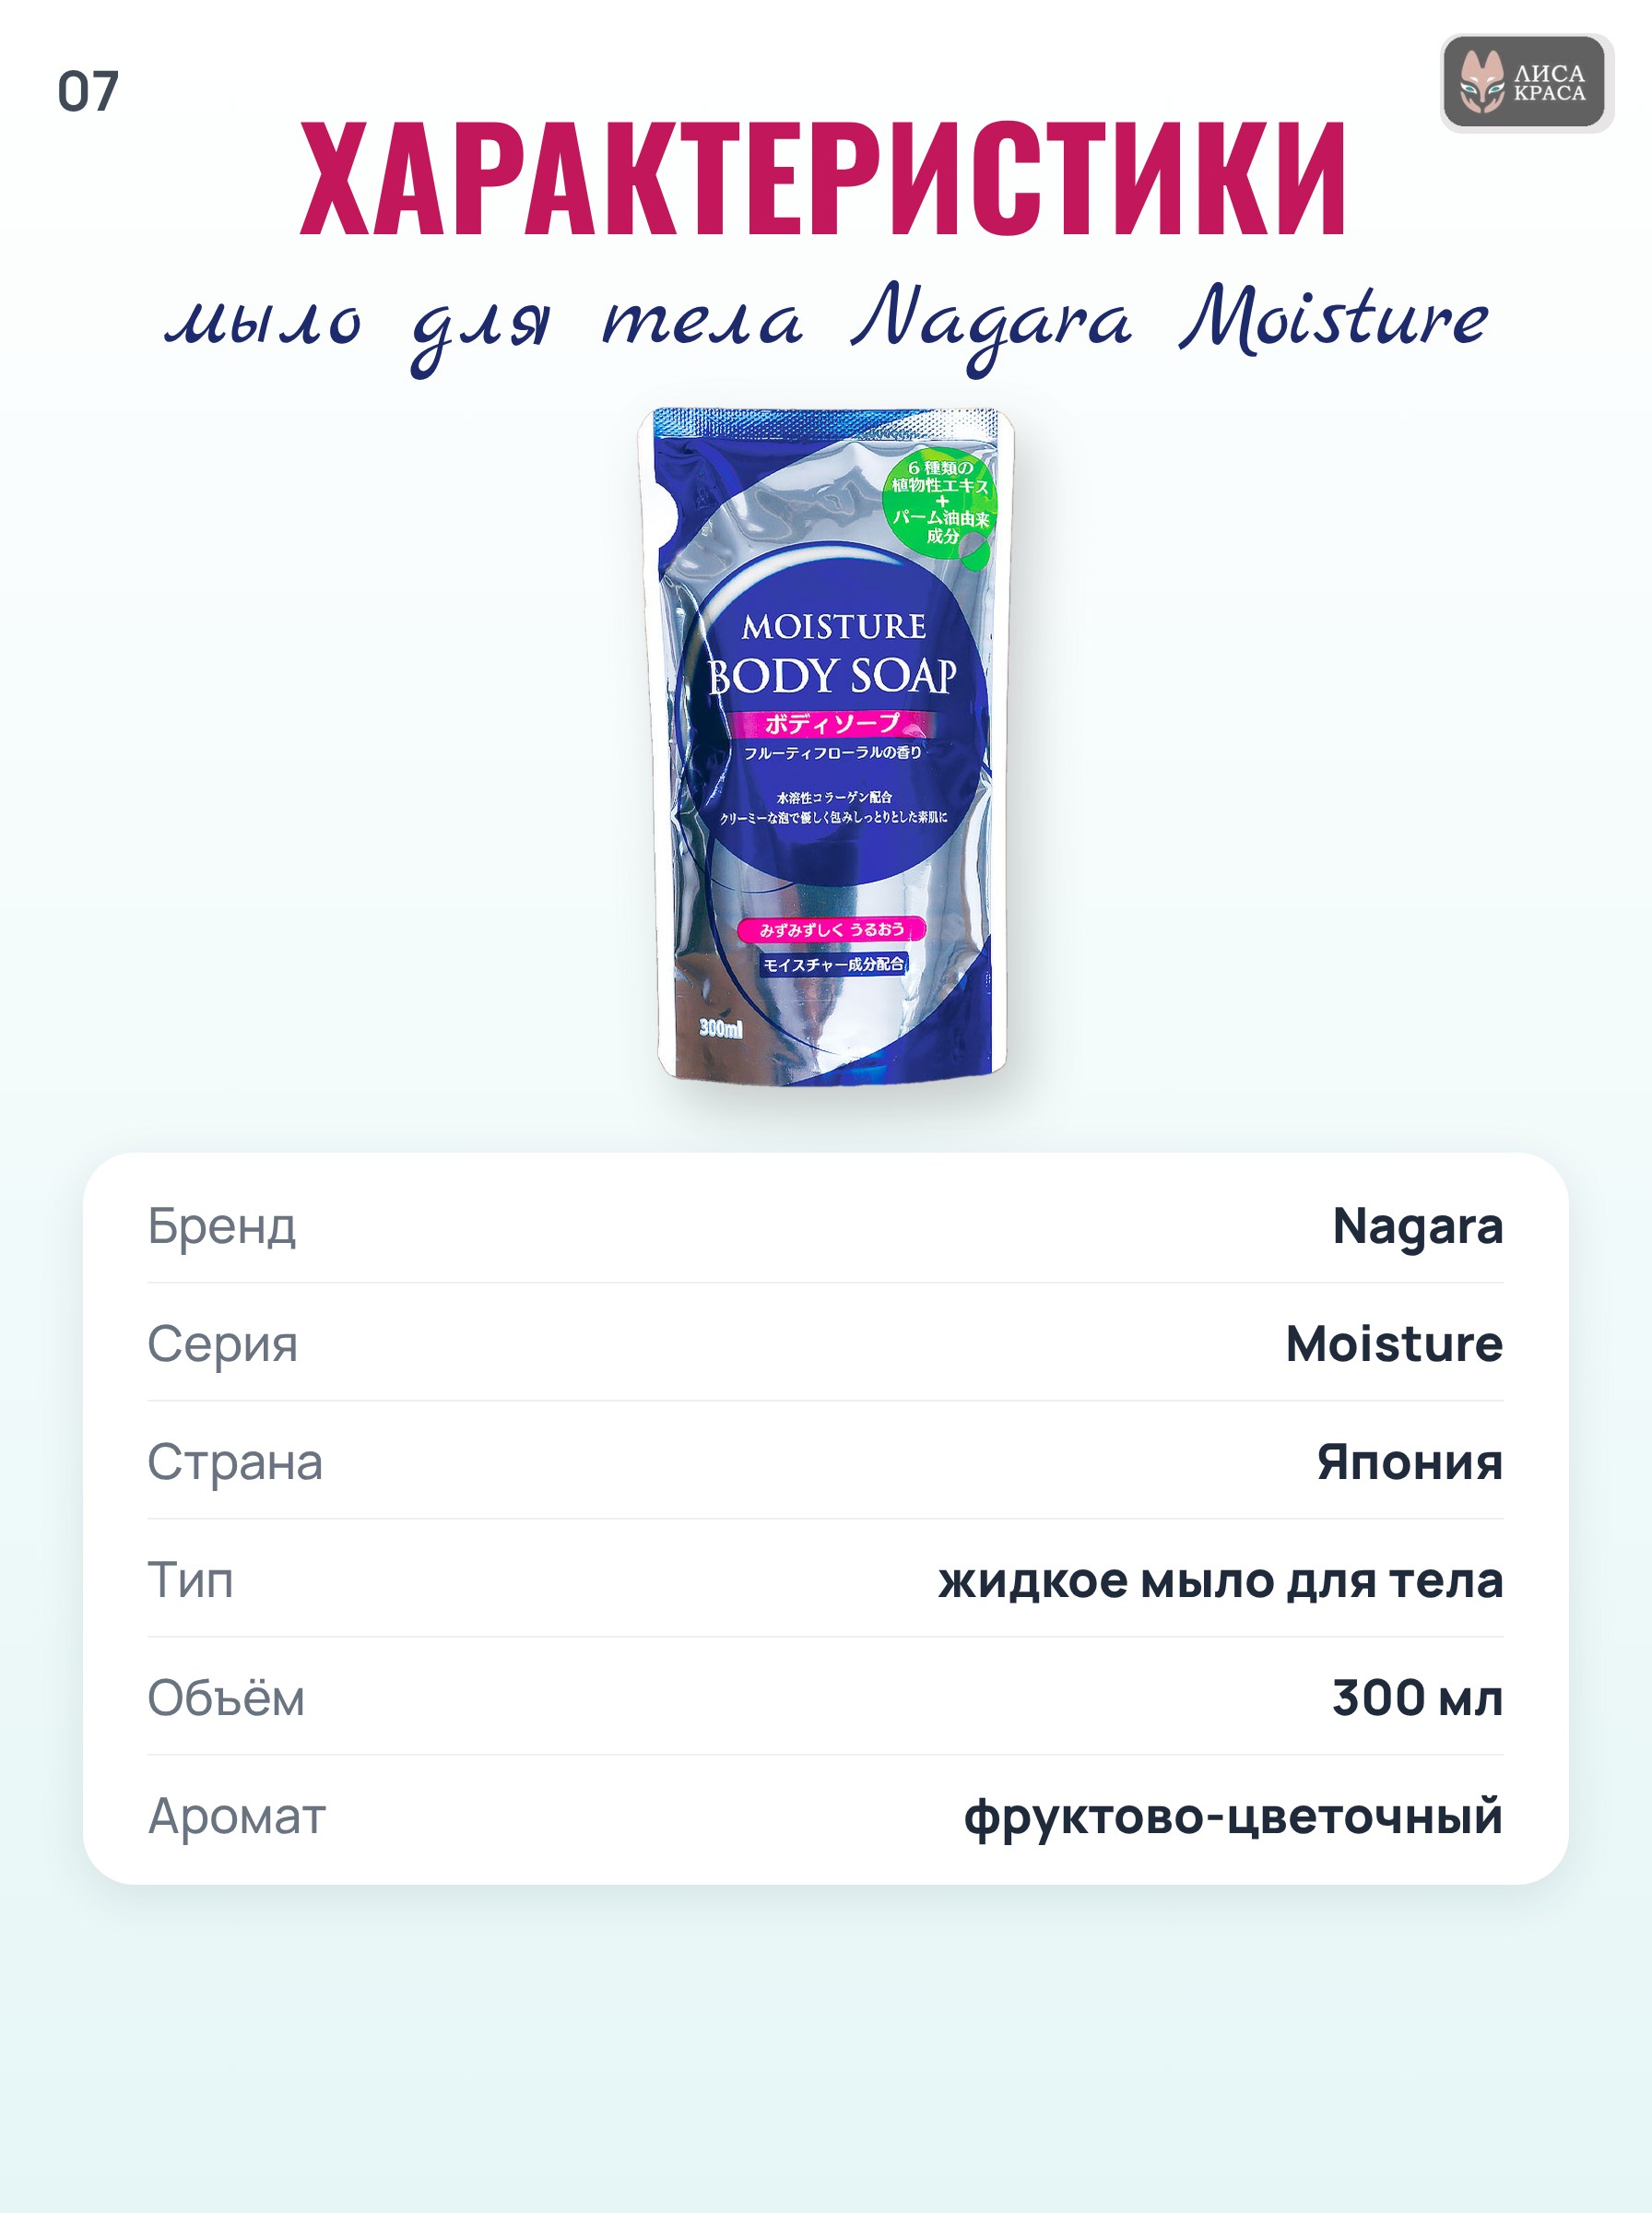 07
ЛИСА
КРАСА
ХАРАКТЕРИСТИКИ
мыло для тела Nagara Moisture
6 種類の
植物性エキス
+
パーム油由来
成分
MOISTURE
BODY SOAP
ボディソープ
フルーティフローラルの香り
水溶性コラーゲン配合
クリーミーな泡で優しく包みしっとりとした素肌に
みずみずしく うるおう
モイスチャー成分配合
300ml
Бренд Nagara
Серия Moisture
Страна Япония
Тип жидкое мыло для тела
Объём 300 мл
Аромат фруктово-цветочный